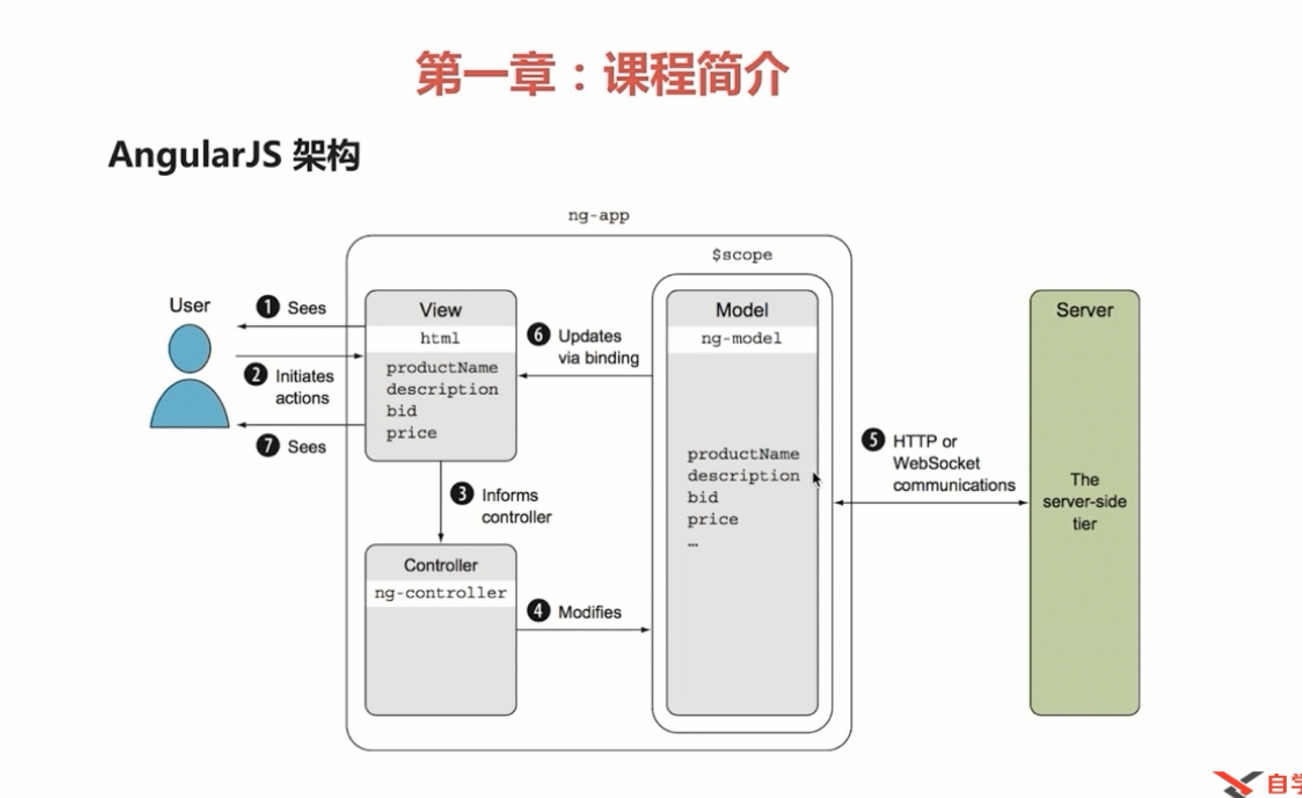 第一章：课程简介
AngularJS 架构
ng-app
$scope
User
1 Sees
2 Initiates
actions
7 Sees
View
html
productName
description
bid
price
6 Updates
via binding
3 Informs
controller
Controller
ng-controller
4 Modifies
Model
ng-model
productName
description
bid
price
...
5 HTTP or
WebSocket
communications
Server
The
server-side
tier
自学